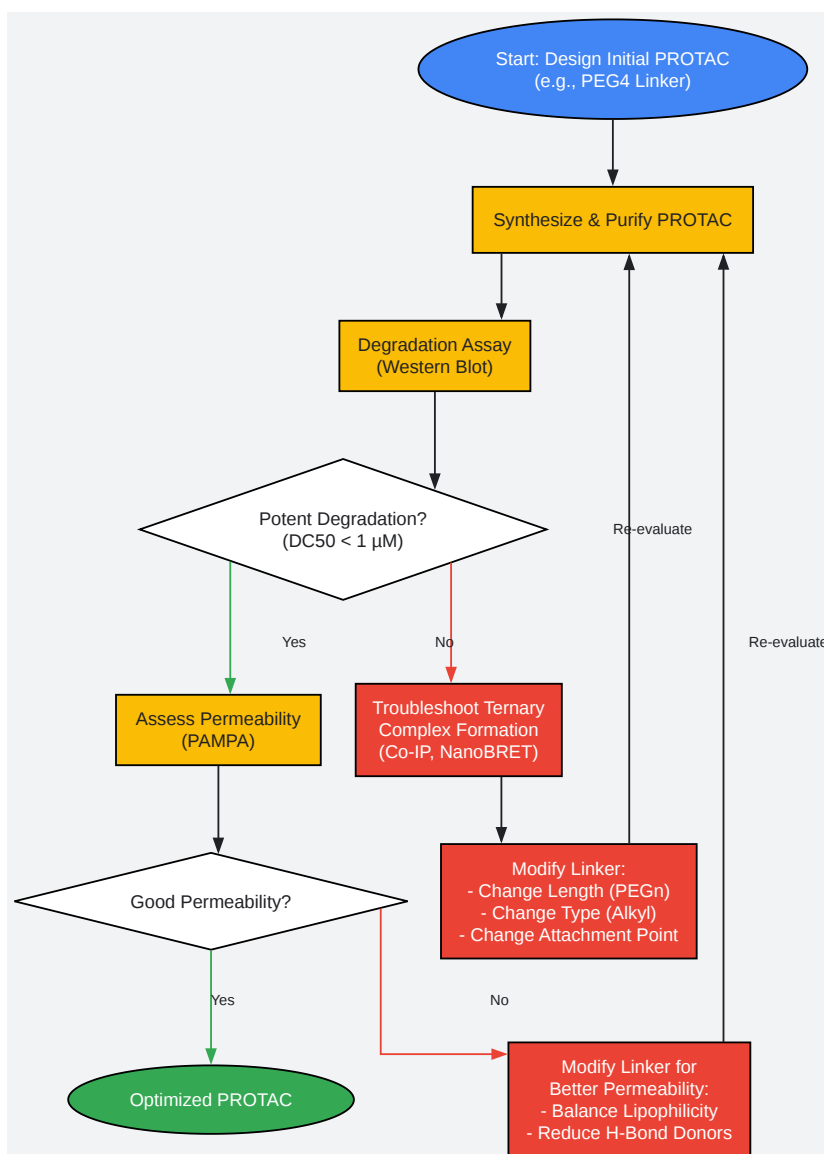 Start: Design Initial PROTAC
(e.g., PEG4 Linker)
Synthesize & Purify PROTAC
Degradation Assay
(Western Blot)
Potent Degradation?
(DC50 < 1 µM)
Re-evaluate
Yes
No
Re-evaluate
Assess Permeability
(PAMPA)
Troubleshoot Ternary
Complex Formation
(Co-IP, NanoBRET)
Good Permeability?
Modify Linker:
- Change Length (PEGn)
- Change Type (Alkyl)
- Change Attachment Point
Yes
No
Optimized PROTAC
Modify Linker for
Better Permeability:
- Balance Lipophilicity
- Reduce H-Bond Donors